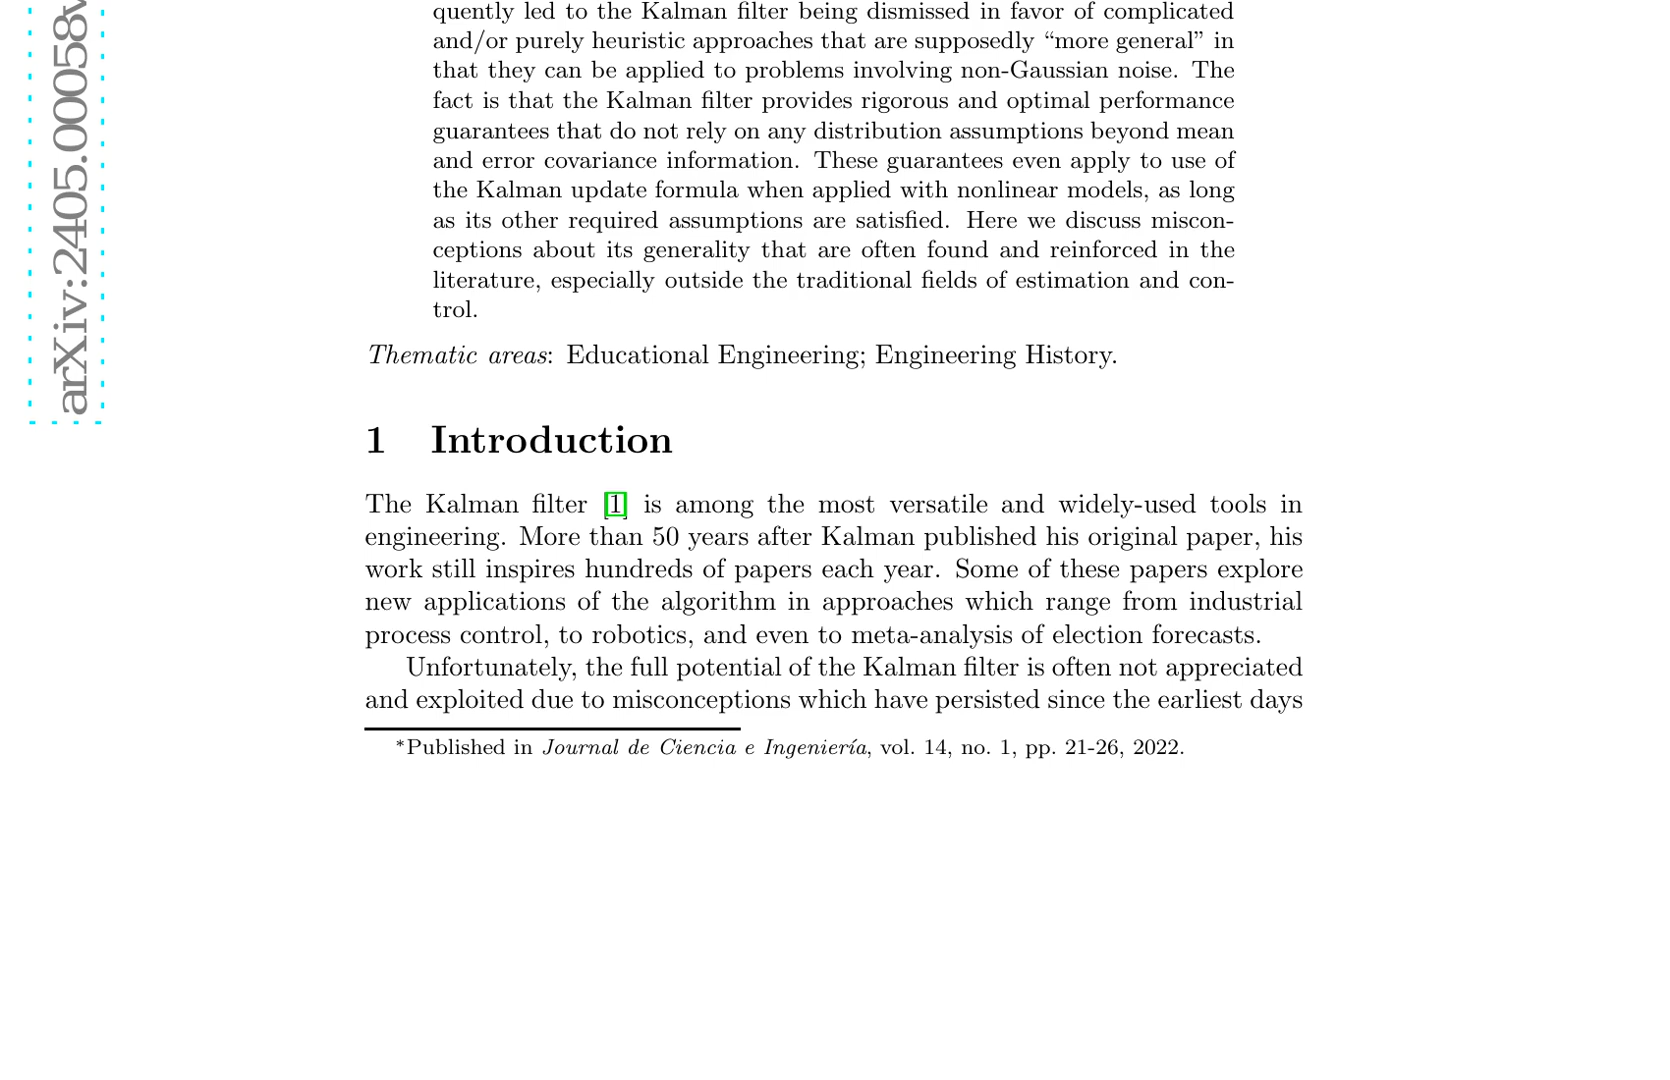 quently led to the Kalman filter being dismissed in favor of complicated
and/or purely heuristic approaches that are supposedly “more general” in
that they can be applied to problems involving non-Gaussian noise. The
fact is that the Kalman filter provides rigorous and optimal performance
guarantees that do not rely on any distribution assumptions beyond mean
and error covariance information. These guarantees even apply to use of
the Kalman update formula when applied with nonlinear models, as long
as its other required assumptions are satisfied. Here we discuss miscon-
ceptions about its generality that are often found and reinforced in the
literature, especially outside the traditional fields of estimation and con-
trol.
Thematic areas: Educational Engineering; Engineering History.
1 Introduction
The Kalman filter [1] is among the most versatile and widely-used tools in
engineering. More than 50 years after Kalman published his original paper, his
work still inspires hundreds of papers each year. Some of these papers explore
new applications of the algorithm in approaches which range from industrial
process control, to robotics, and even to meta-analysis of election forecasts.
Unfortunately, the full potential of the Kalman filter is often not appreciated
and exploited due to misconceptions which have persisted since the earliest days
*Published in Journal de Ciencia e Ingeniería, vol. 14, no. 1, pp. 21-26, 2022.
arXiv:2405.00058v